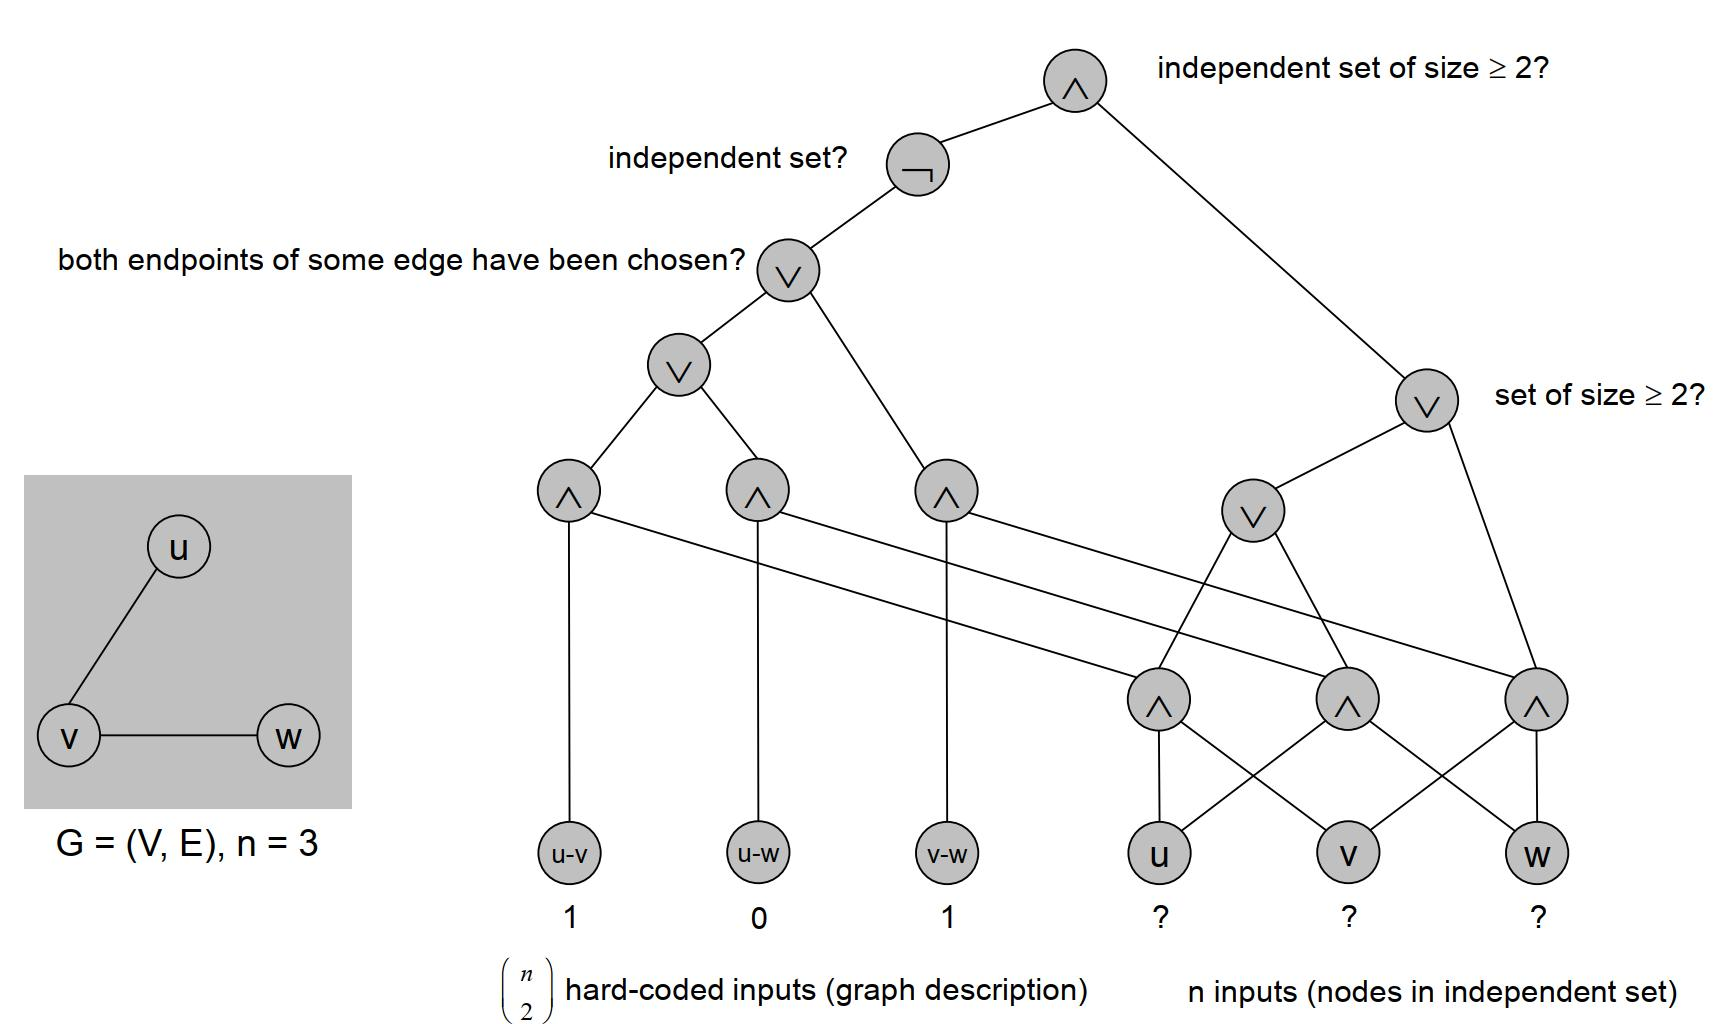 ∧
independent set of size ≥ 2?
independent set?
¬
both endpoints of some edge have been chosen?
∨
∨
∨
set of size ≥ 2?
∧
∧
∧
∨
u
v
w
G = (V, E), n = 3
∧
∧
∧
u-v
u-w
v-w
u
v
w
1
0
1
?
?
?
(n
2) hard-coded inputs (graph description)
n inputs (nodes in independent set)